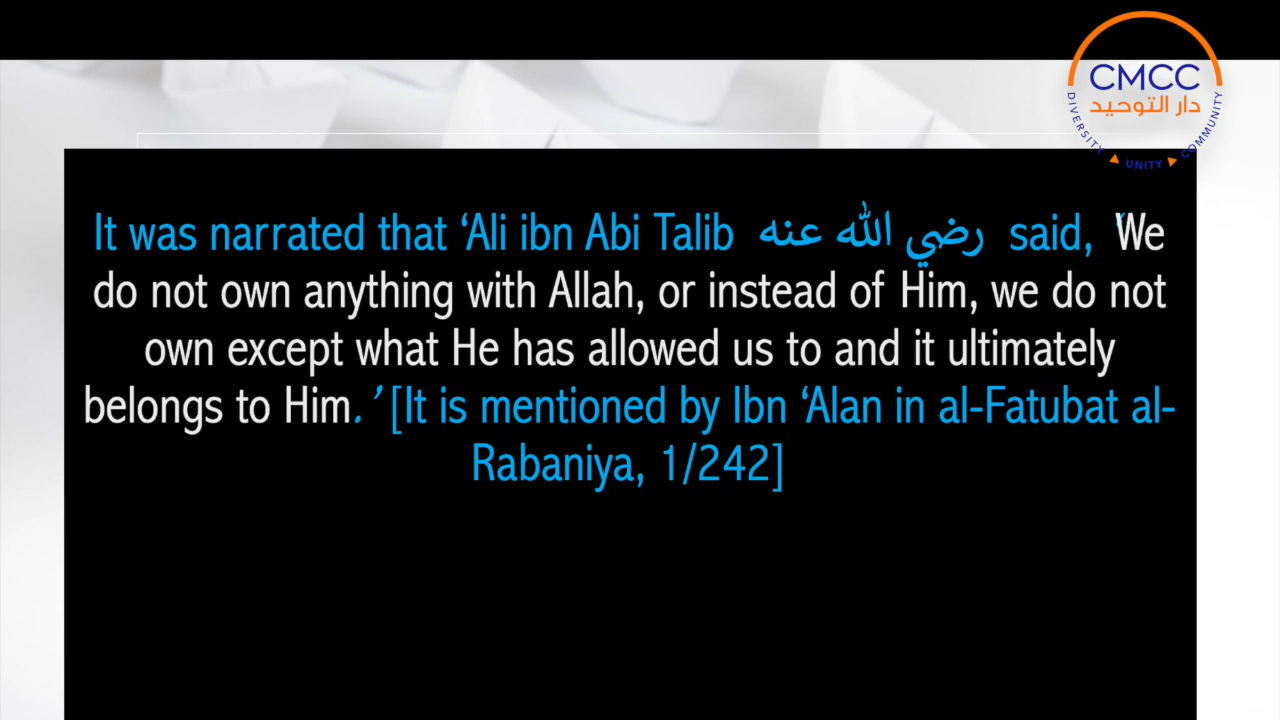 CMCC
دار التوحيد
DIVERSITY ▲ UNITY ▲ COMMUNITY
It was narrated that ‘Ali ibn Abi Talib رضي الله عنه said, ‘We
do not own anything with Allah, or instead of Him, we do not
own except what He has allowed us to and it ultimately
belongs to Him.’ [It is mentioned by Ibn ‘Alan in al-Fatubat al-
Rabaniya, 1/242]